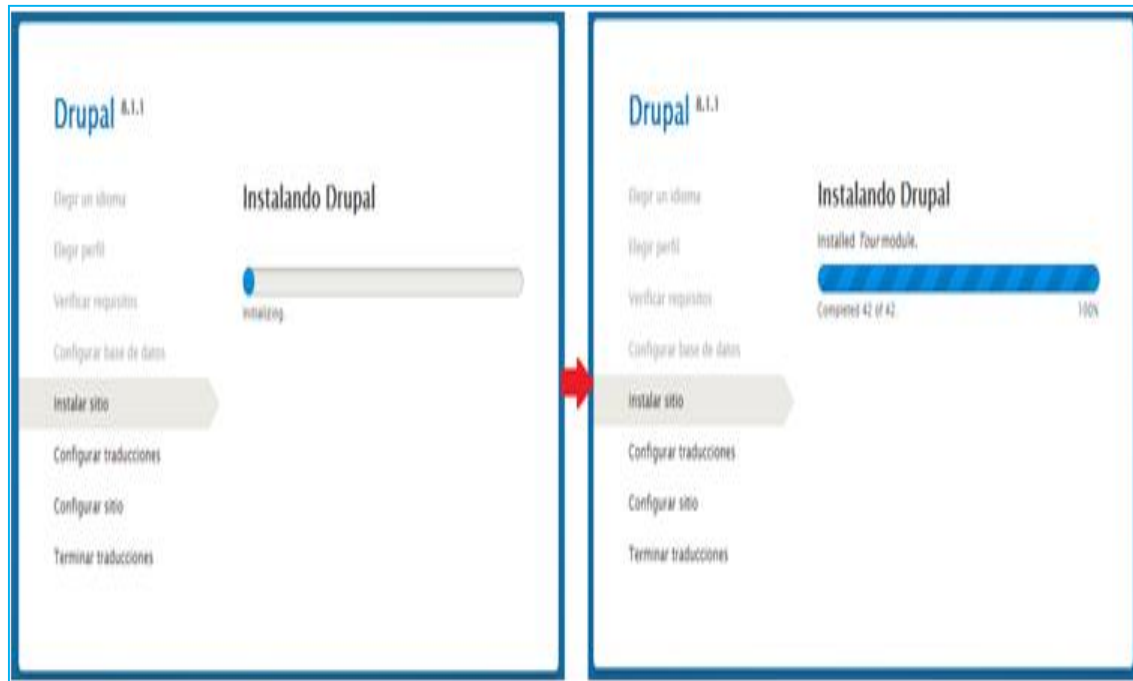 Drupal 8.1.1
Elegir un idioma
Elegir perfil
Verificar requisitos
Configurar base de datos
Instalar sitio
Configurar traducciones
Configurar sitio
Terminar traducciones
Instalando Drupal
Initializing.
Drupal 8.1.1
Elegir un idioma
Elegir perfil
Verificar requisitos
Configurar base de datos
Instalar sitio
Configurar traducciones
Configurar sitio
Terminar traducciones
Instalando Drupal
Installed Tour module.
Completed 42 of 42.
100%